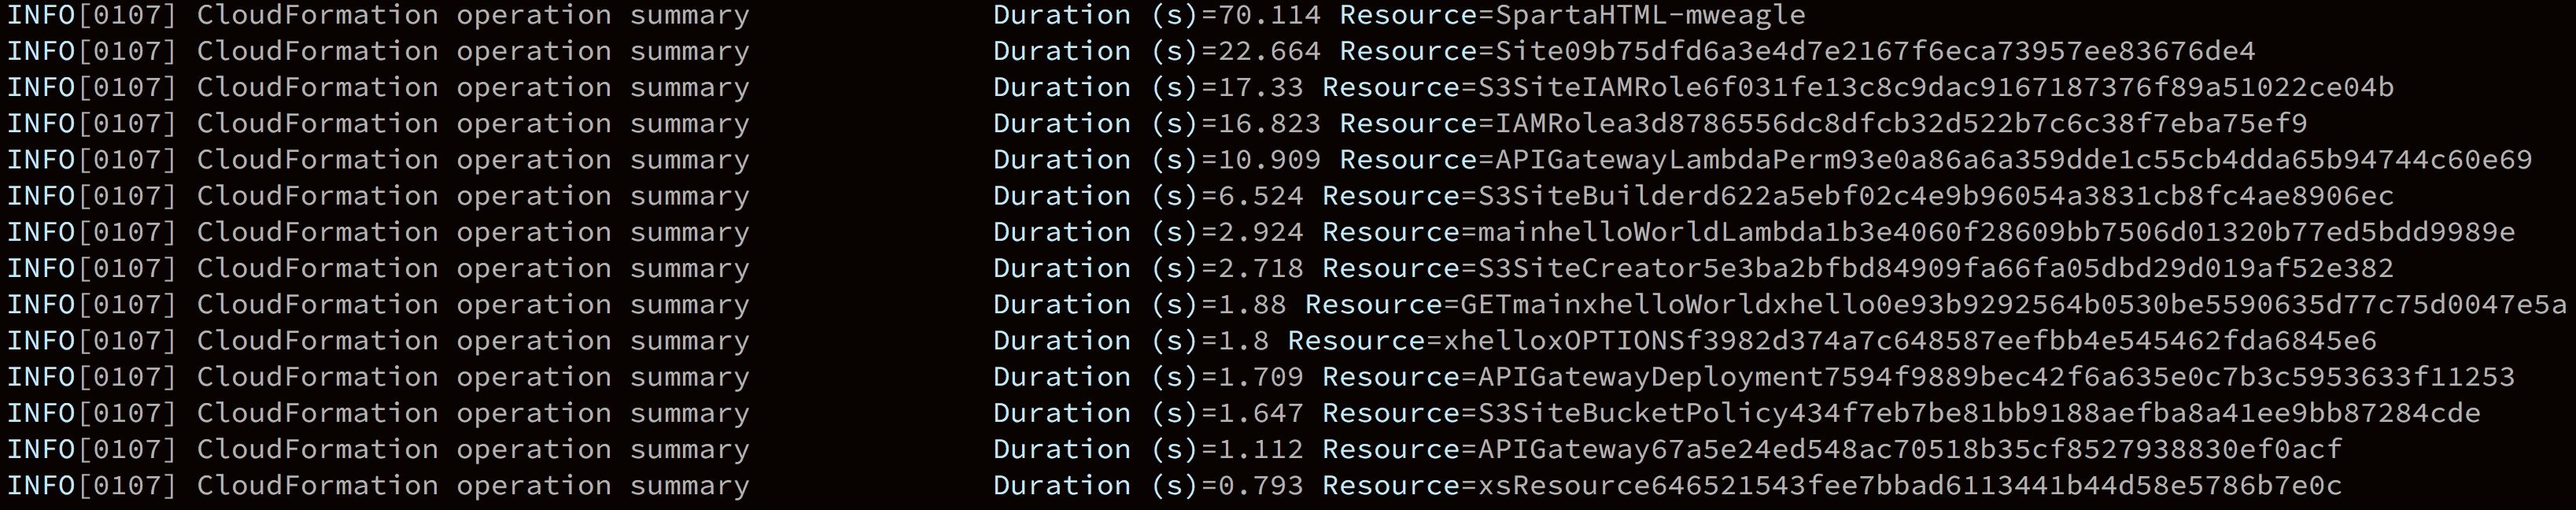 INFO[0107] CloudFormation operation summary Duration (s)=70.114 Resource=SpartaHTML-mweagle
INFO[0107] CloudFormation operation summary Duration (s)=22.664 Resource=Site09b75dfd6a3e4d7e2167f6eca73957ee83676de4
INFO[0107] CloudFormation operation summary Duration (s)=17.33 Resource=S3SiteIAMRole6f031fe13c8c9dac9167187376f89a51022ce04b
INFO[0107] CloudFormation operation summary Duration (s)=16.823 Resource=IAMRolea3d8786556dc8dfcb32d522b7c6c38f7eba75ef9
INFO[0107] CloudFormation operation summary Duration (s)=10.909 Resource=APIGatewayLambdaPerm93e0a86a6a359dde1c55cb4dda65b94744c60e69
INFO[0107] CloudFormation operation summary Duration (s)=6.524 Resource=S3SiteBuilderd622a5ebf02c4e9b96054a3831cb8fc4ae8906ec
INFO[0107] CloudFormation operation summary Duration (s)=2.924 Resource=mainhelloWorldLambda1b3e4060f28609bb7506d01320b77ed5bdd9989e
INFO[0107] CloudFormation operation summary Duration (s)=2.718 Resource=S3SiteCreator5e3ba2bfbd84909fa66fa05dbd29d019af52e382
INFO[0107] CloudFormation operation summary Duration (s)=1.88 Resource=GETmainxhelloWorldxhello0e93b9292564b0530be5590635d77c75d0047e5a
INFO[0107] CloudFormation operation summary Duration (s)=1.8 Resource=xhelloxOPTIONSf3982d374a7c648587eefbb4e545462fda6845e6
INFO[0107] CloudFormation operation summary Duration (s)=1.709 Resource=APIGatewayDeployment7594f9889bec42f6a635e0c7b3c5953633f11253
INFO[0107] CloudFormation operation summary Duration (s)=1.647 Resource=S3SiteBucketPolicy434f7eb7be81bb9188aefba8a41ee9bb87284cde
INFO[0107] CloudFormation operation summary Duration (s)=1.112 Resource=APIGateway67a5e24ed548ac70518b35cf8527938830ef0acf
INFO[0107] CloudFormation operation summary Duration (s)=0.793 Resource=xsResource646521543fee7bbad6113441b44d58e5786b7e0c